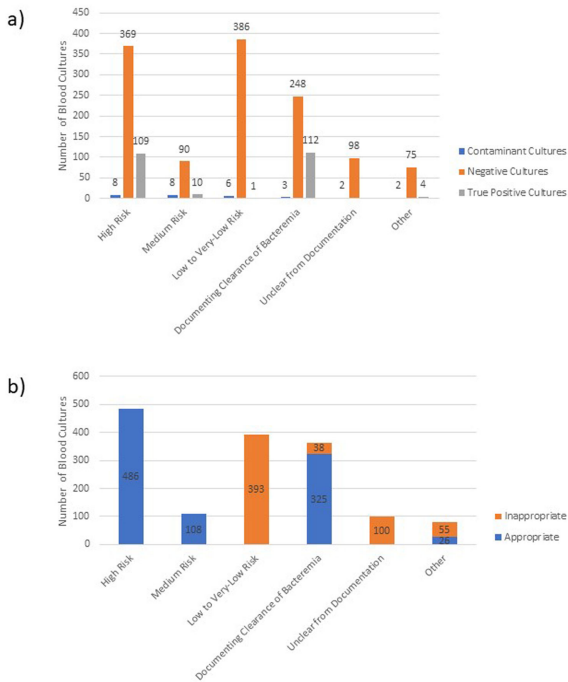 a)
Number of Blood Cultures
450
400
350
300
250
200
150
100
50
0
369
109
8
90
8
10
386
6
1
248
112
3
98
2
75
2
4
High Risk
Medium Risk
Low to Very-Low Risk
Documenting Clearance of Bacteremia
Unclear from Documentation
Other
Contaminant Cultures
Negative Cultures
True Positive Cultures
b)
Number of Blood Cultures
600
500
400
300
200
100
0
486
108
393
38
325
100
55
26
High Risk
Medium Risk
Low to Very-Low Risk
Documenting Clearance of Bacteremia
Unclear from Documentation
Other
Inappropriate
Appropriate